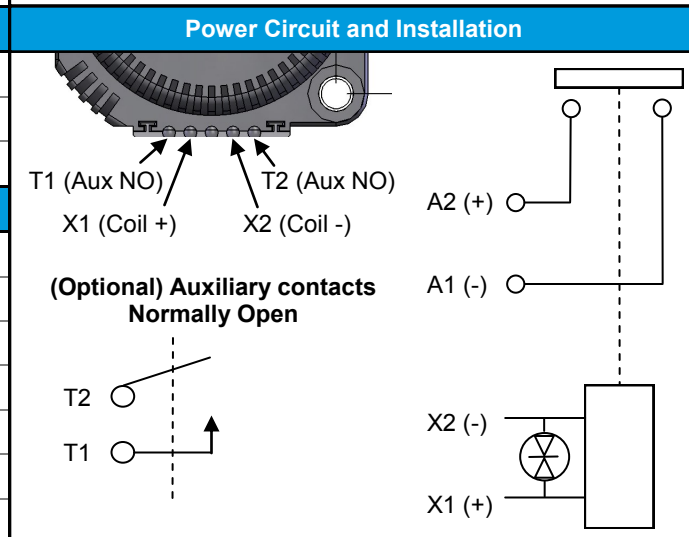 Power Circuit and Installation
T1 (Aux NO)
T2 (Aux NO)
X1 (Coil +)
X2 (Coil -)
(Optional) Auxiliary contacts
Normally Open
T2
T1
A2 (+)
A1 (-)
X2 (-)
X1 (+)